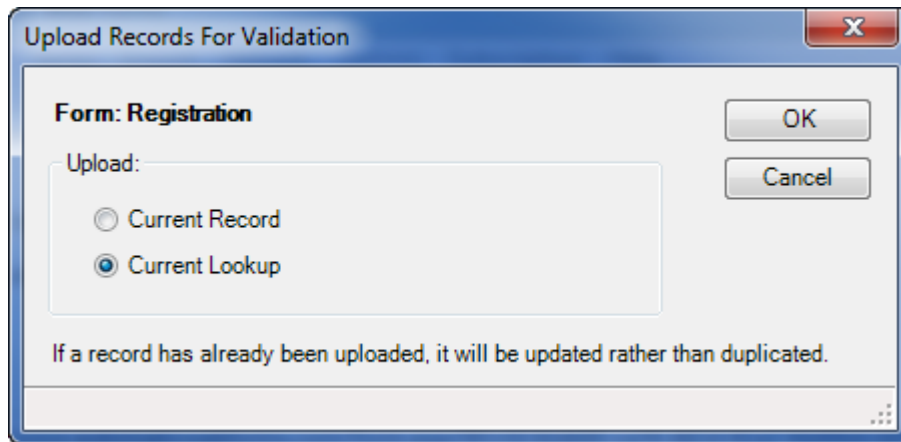 Upload Records For Validation
Form: Registration
OK
Upload:
Cancel
Current Record
Current Lookup
If a record has already been uploaded, it will be updated rather than duplicated.